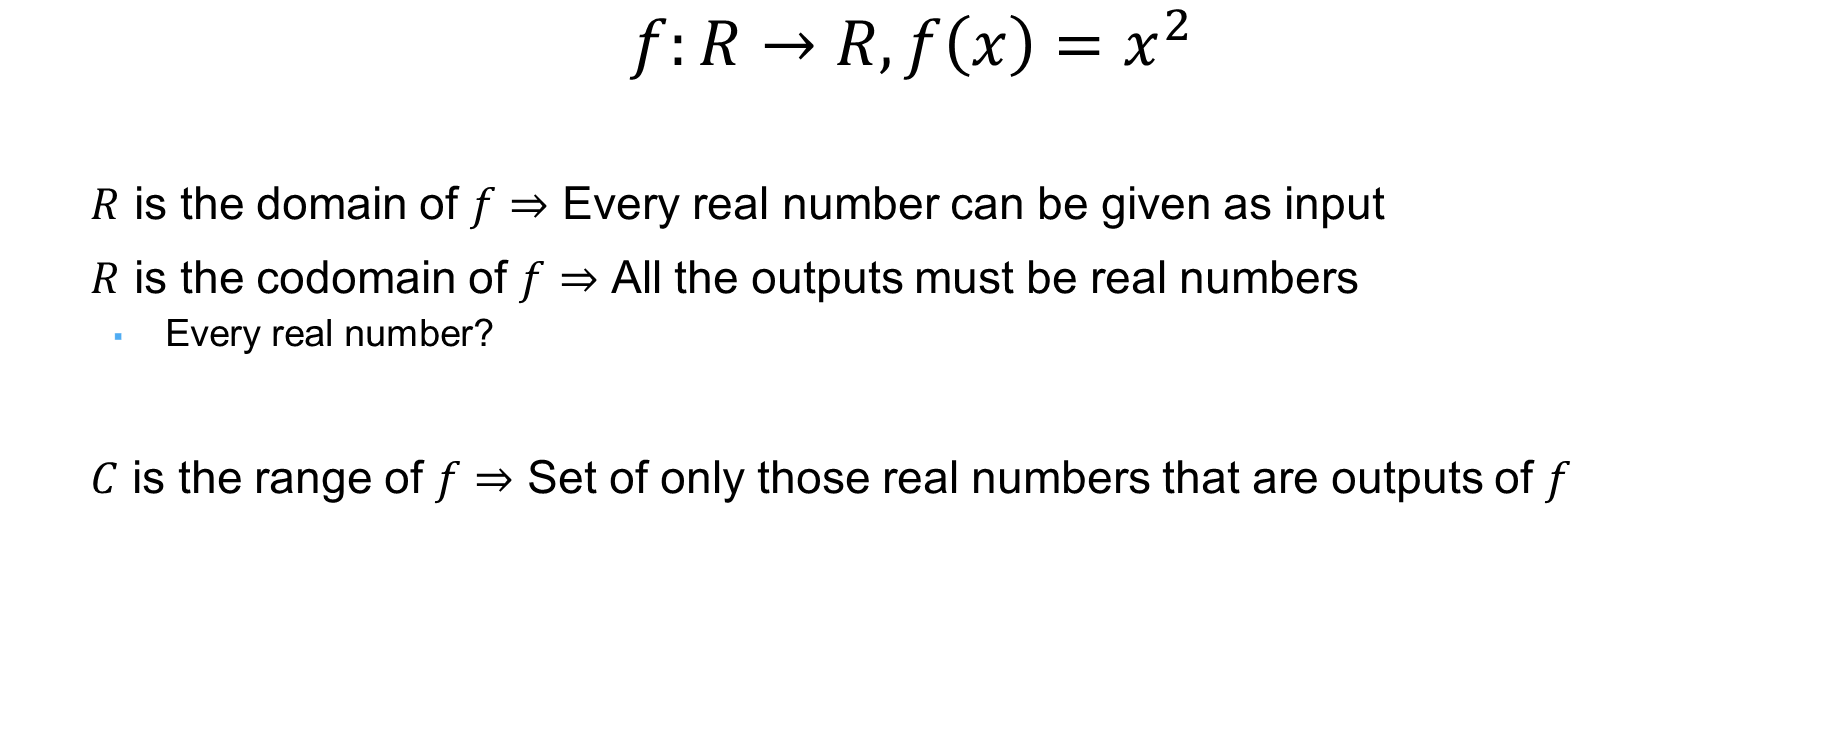 f: R → R, f(x) = x²
R is the domain of f ⇒ Every real number can be given as input
R is the codomain of f ⇒ All the outputs must be real numbers
▪ Every real number?
C is the range of f ⇒ Set of only those real numbers that are outputs of f